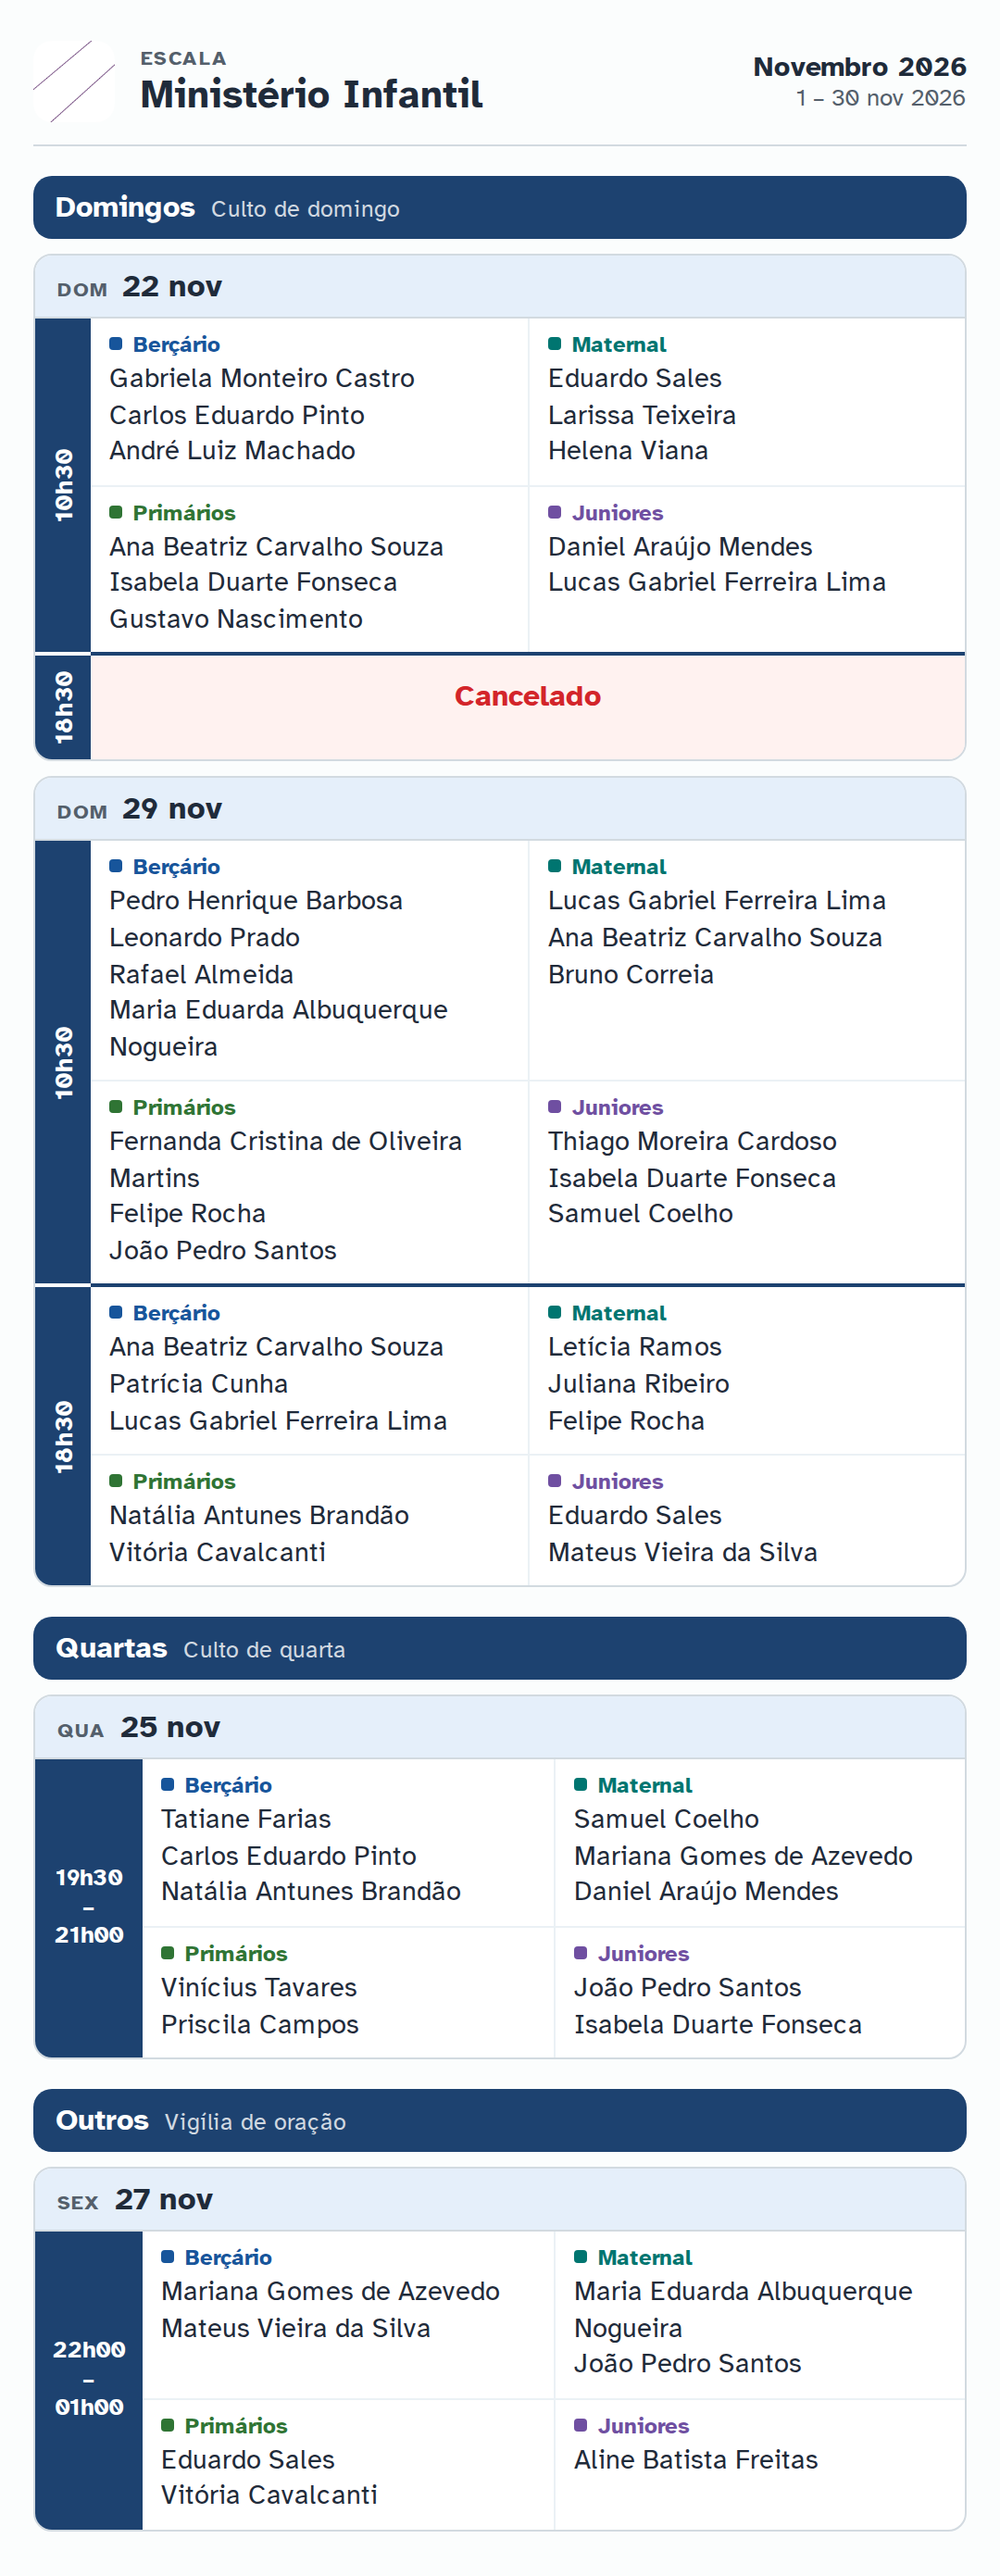 ESCALA
Ministério Infantil
Novembro 2026
1 – 30 nov 2026
Domingos Culto de domingo
DOM 22 nov
10h30
Berçário
Gabriela Monteiro Castro
Carlos Eduardo Pinto
André Luiz Machado
Maternal
Eduardo Sales
Larissa Teixeira
Helena Viana
Primários
Ana Beatriz Carvalho Souza
Isabela Duarte Fonseca
Gustavo Nascimento
Juniores
Daniel Araújo Mendes
Lucas Gabriel Ferreira Lima
18h30
Cancelado
DOM 29 nov
10h30
Berçário
Pedro Henrique Barbosa
Leonardo Prado
Rafael Almeida
Maria Eduarda Albuquerque
Nogueira
Maternal
Lucas Gabriel Ferreira Lima
Ana Beatriz Carvalho Souza
Bruno Correia
Primários
Fernanda Cristina de Oliveira
Martins
Felipe Rocha
João Pedro Santos
Juniores
Thiago Moreira Cardoso
Isabela Duarte Fonseca
Samuel Coelho
18h30
Berçário
Ana Beatriz Carvalho Souza
Patrícia Cunha
Lucas Gabriel Ferreira Lima
Maternal
Letícia Ramos
Juliana Ribeiro
Felipe Rocha
Primários
Natália Antunes Brandão
Vitória Cavalcanti
Juniores
Eduardo Sales
Mateus Vieira da Silva
Quartas Culto de quarta
QUA 25 nov
19h30
–
21h00
Berçário
Tatiane Farias
Carlos Eduardo Pinto
Natália Antunes Brandão
Maternal
Samuel Coelho
Mariana Gomes de Azevedo
Daniel Araújo Mendes
Primários
Vinícius Tavares
Priscila Campos
Juniores
João Pedro Santos
Isabela Duarte Fonseca
Outros Vigília de oração
SEX 27 nov
22h00
–
01h00
Berçário
Mariana Gomes de Azevedo
Mateus Vieira da Silva
Maternal
Maria Eduarda Albuquerque
Nogueira
João Pedro Santos
Primários
Eduardo Sales
Vitória Cavalcanti
Juniores
Aline Batista Freitas